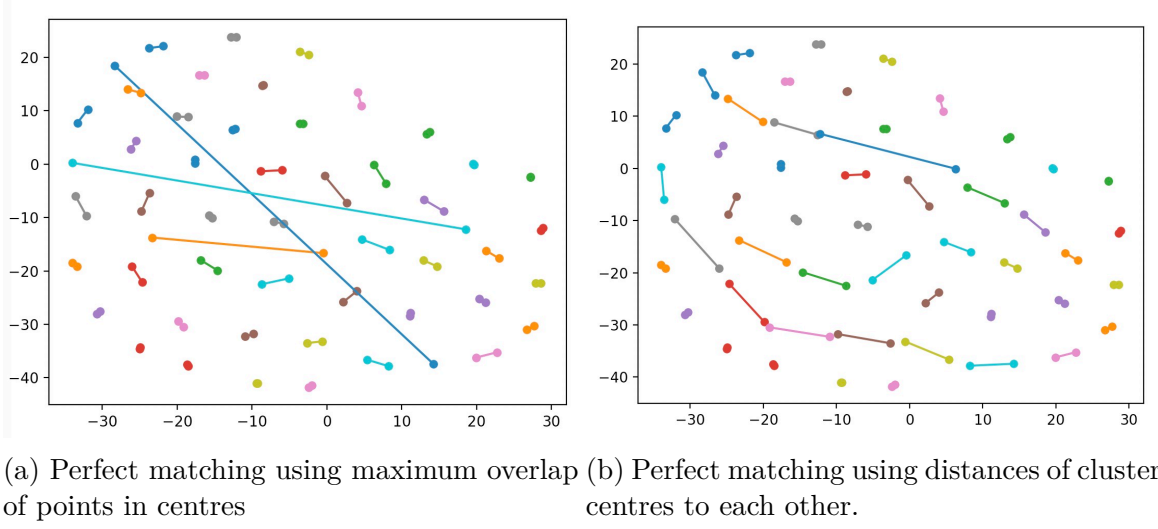 20
10
0
−10
−20
−30
−40
−30 −20 −10 0 10 20 30
20
10
0
−10
−20
−30
−40
−30 −20 −10 0 10 20 30
(a) Perfect matching using maximum overlap
of points in centres
(b) Perfect matching using distances of cluster
centres to each other.